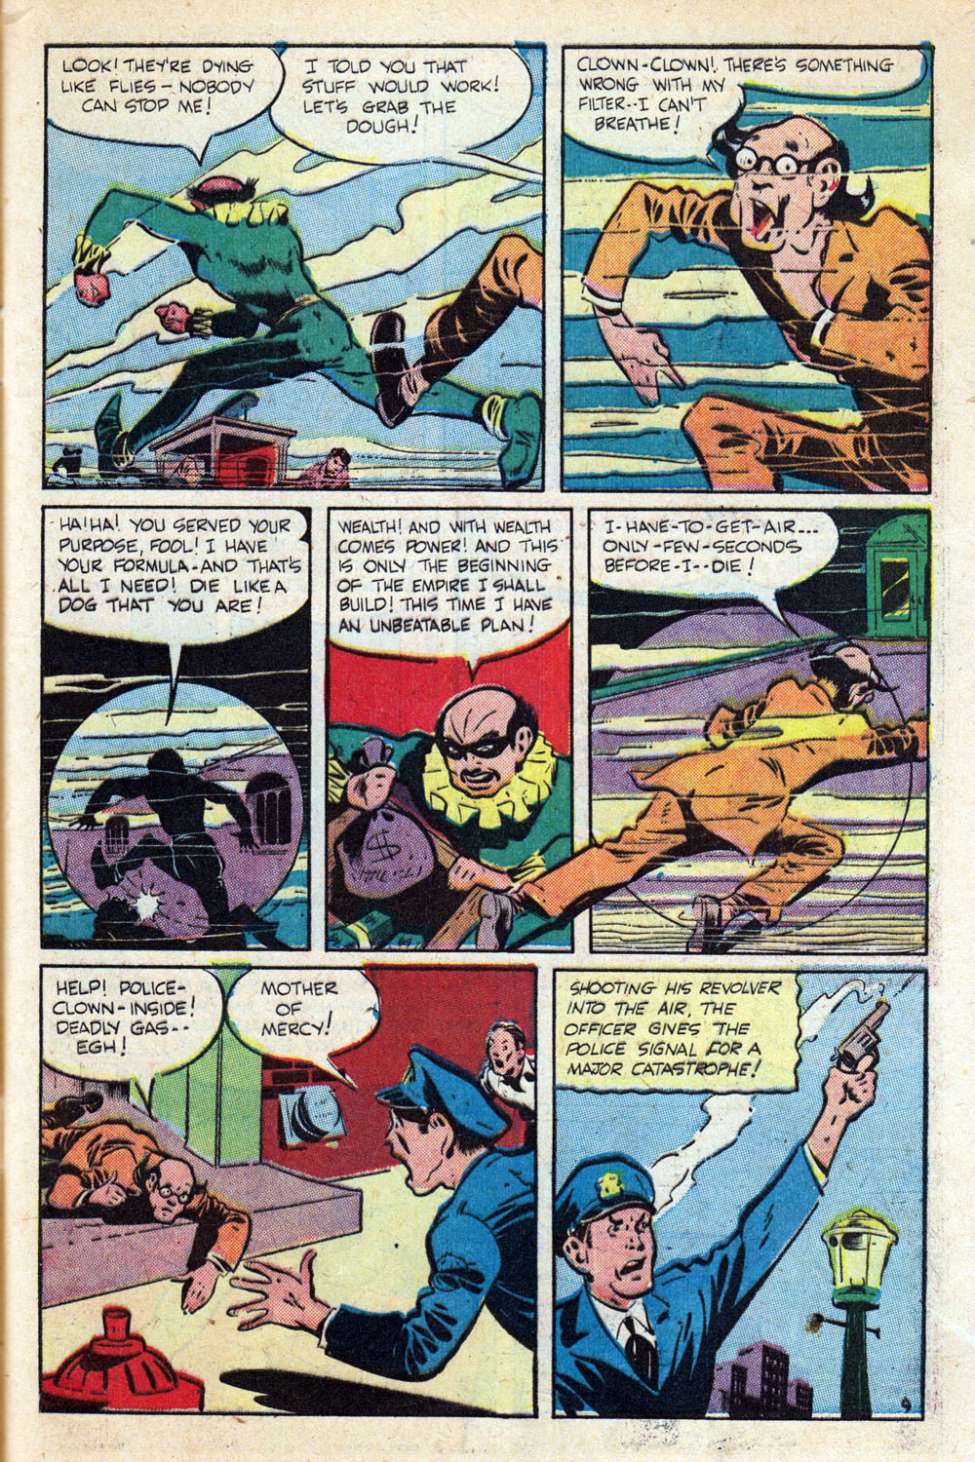 LOOK! THEY'RE DYING
LIKE FLIES - NOBODY
CAN STOP ME!
I TOLD YOU THAT
STUFF WOULD WORK!
LET'S GRAB THE
DOUGH!
CLOWN-CLOWN! THERE'S SOMETHING
WRONG WITH MY
FILTER--I CAN'T
BREATHE!
HA!HA! YOU SERVED YOUR
PURPOSE, FOOL! I HAVE
YOUR FORMULA-AND THAT'S
ALL I NEED! DIE LIKE A
DOG THAT YOU ARE!
WEALTH! AND WITH WEALTH
COMES POWER! AND THIS
IS ONLY THE BEGINNING
OF THE EMPIRE I SHALL
BUILD! THIS TIME I HAVE
AN UNBEATABLE PLAN!
$
I-HAVE-TO-GET-AIR...
ONLY-FEW-SECONDS
BEFORE-I--DIE!
HELP! POLICE-
CLOWN-INSIDE!
DEADLY GAS--
EGH!
MOTHER
OF
MERCY!
SHOOTING HIS REVOLVER
INTO THE AIR, THE
OFFICER GIVES THE
POLICE SIGNAL FOR A
MAJOR CATASTROPHE!
9